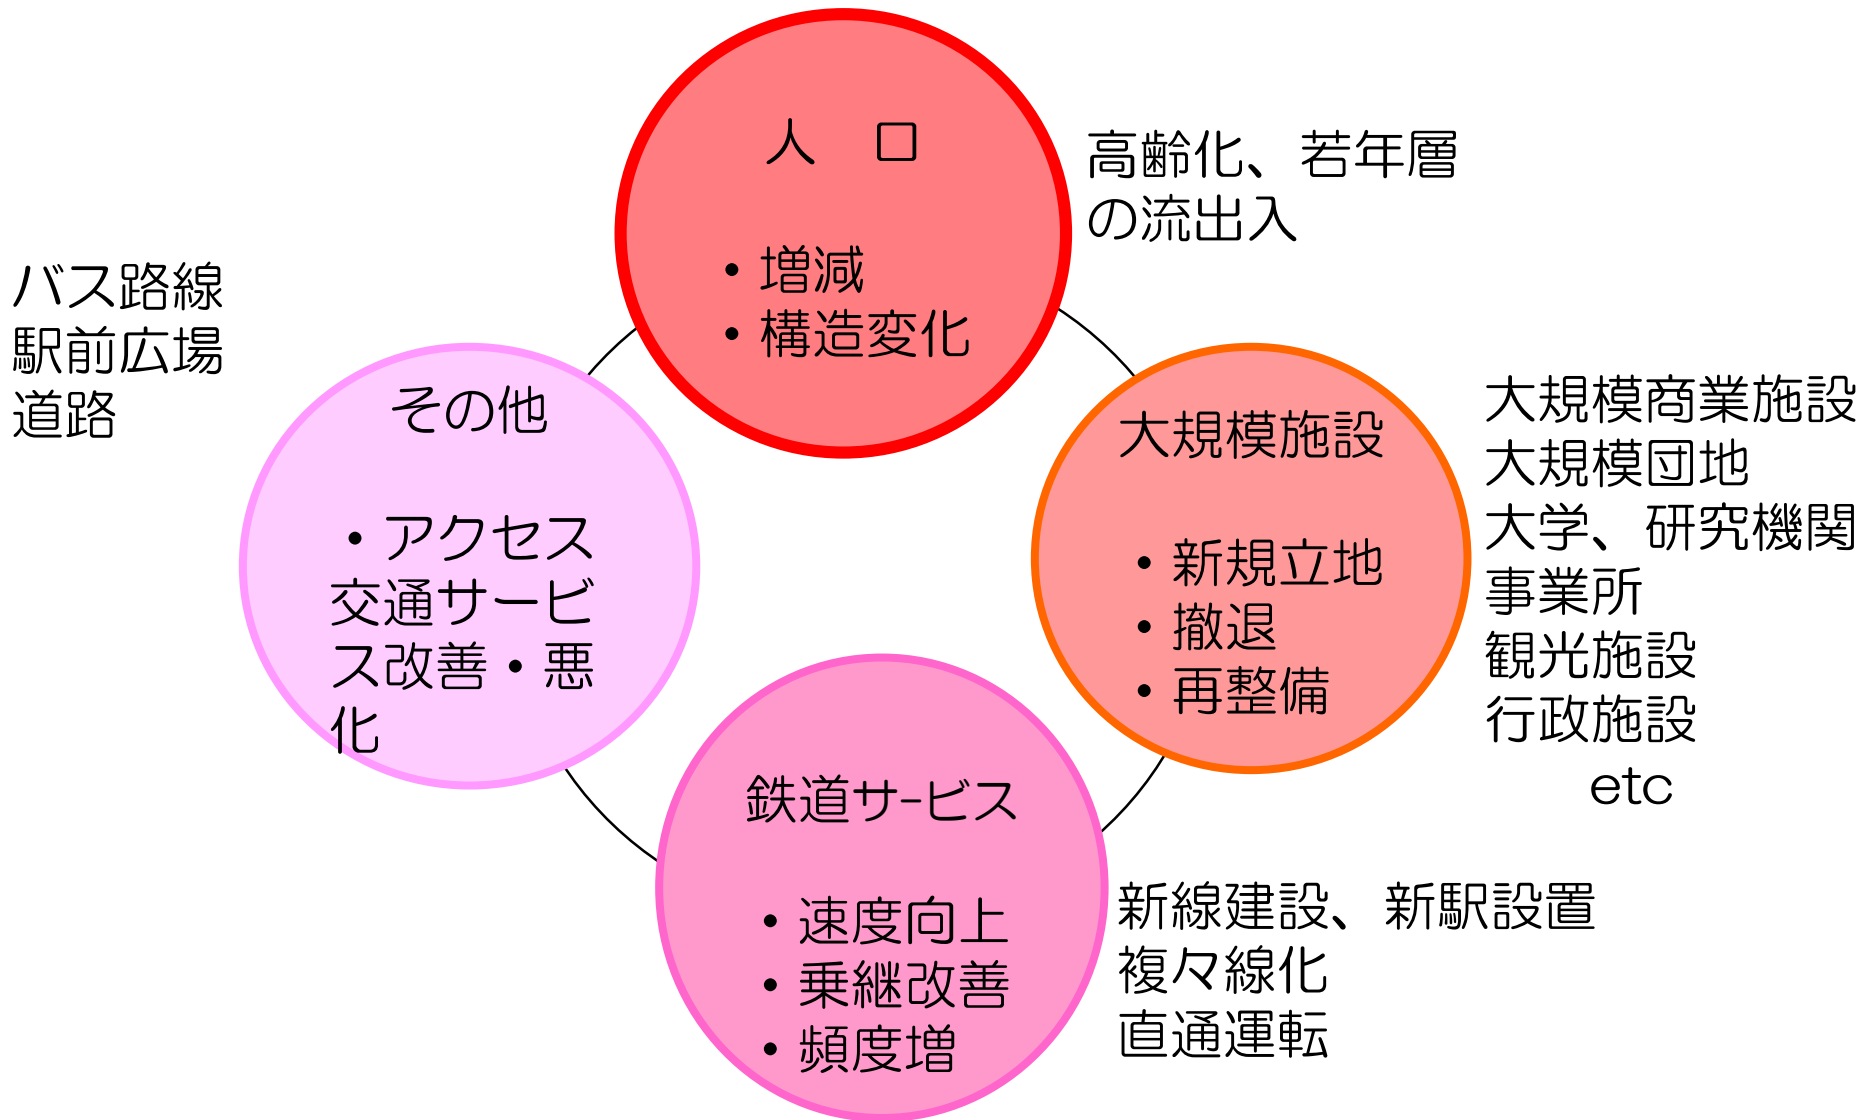 人　口
・増減
・構造変化
高齢化、若年層
の流出入
大規模施設
・新規立地
・撤退
・再整備
大規模商業施設
大規模団地
大学、研究機関
事業所
観光施設
行政施設
etc
鉄道サービス
・速度向上
・乗継改善
・頻度増
新線建設、新駅設置
複々線化
直通運転
その他
・アクセス
交通サービ
ス改善・悪
化
バス路線
駅前広場
道路